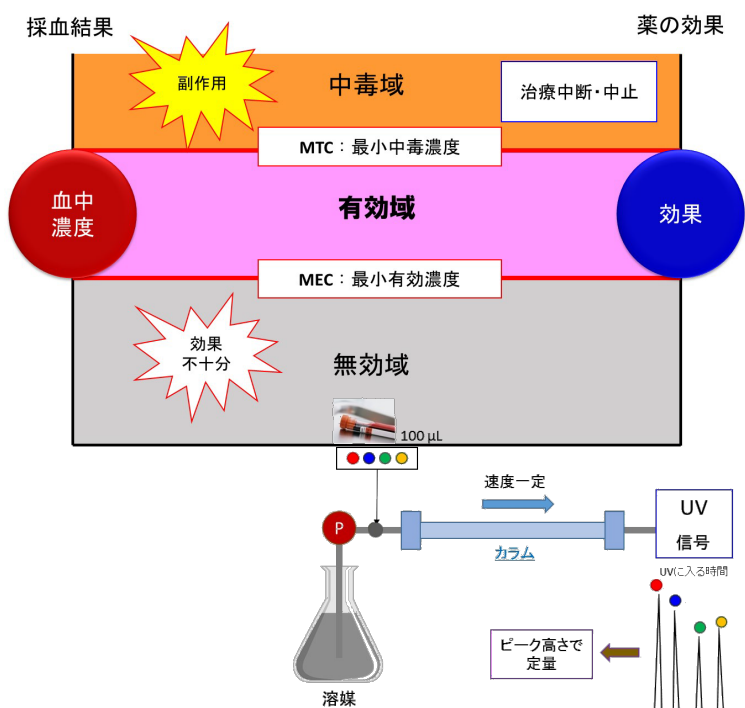 採血結果
薬の効果
副作用
中毒域
治療中断・中止
MTC：最小中毒濃度
血中
濃度
有効域
効果
MEC：最小有効濃度
効果
不十分
無効域
100 μL
速度一定
P
カラム
UV
信号
UVに入る時間
ピーク高さで
定量
溶媒